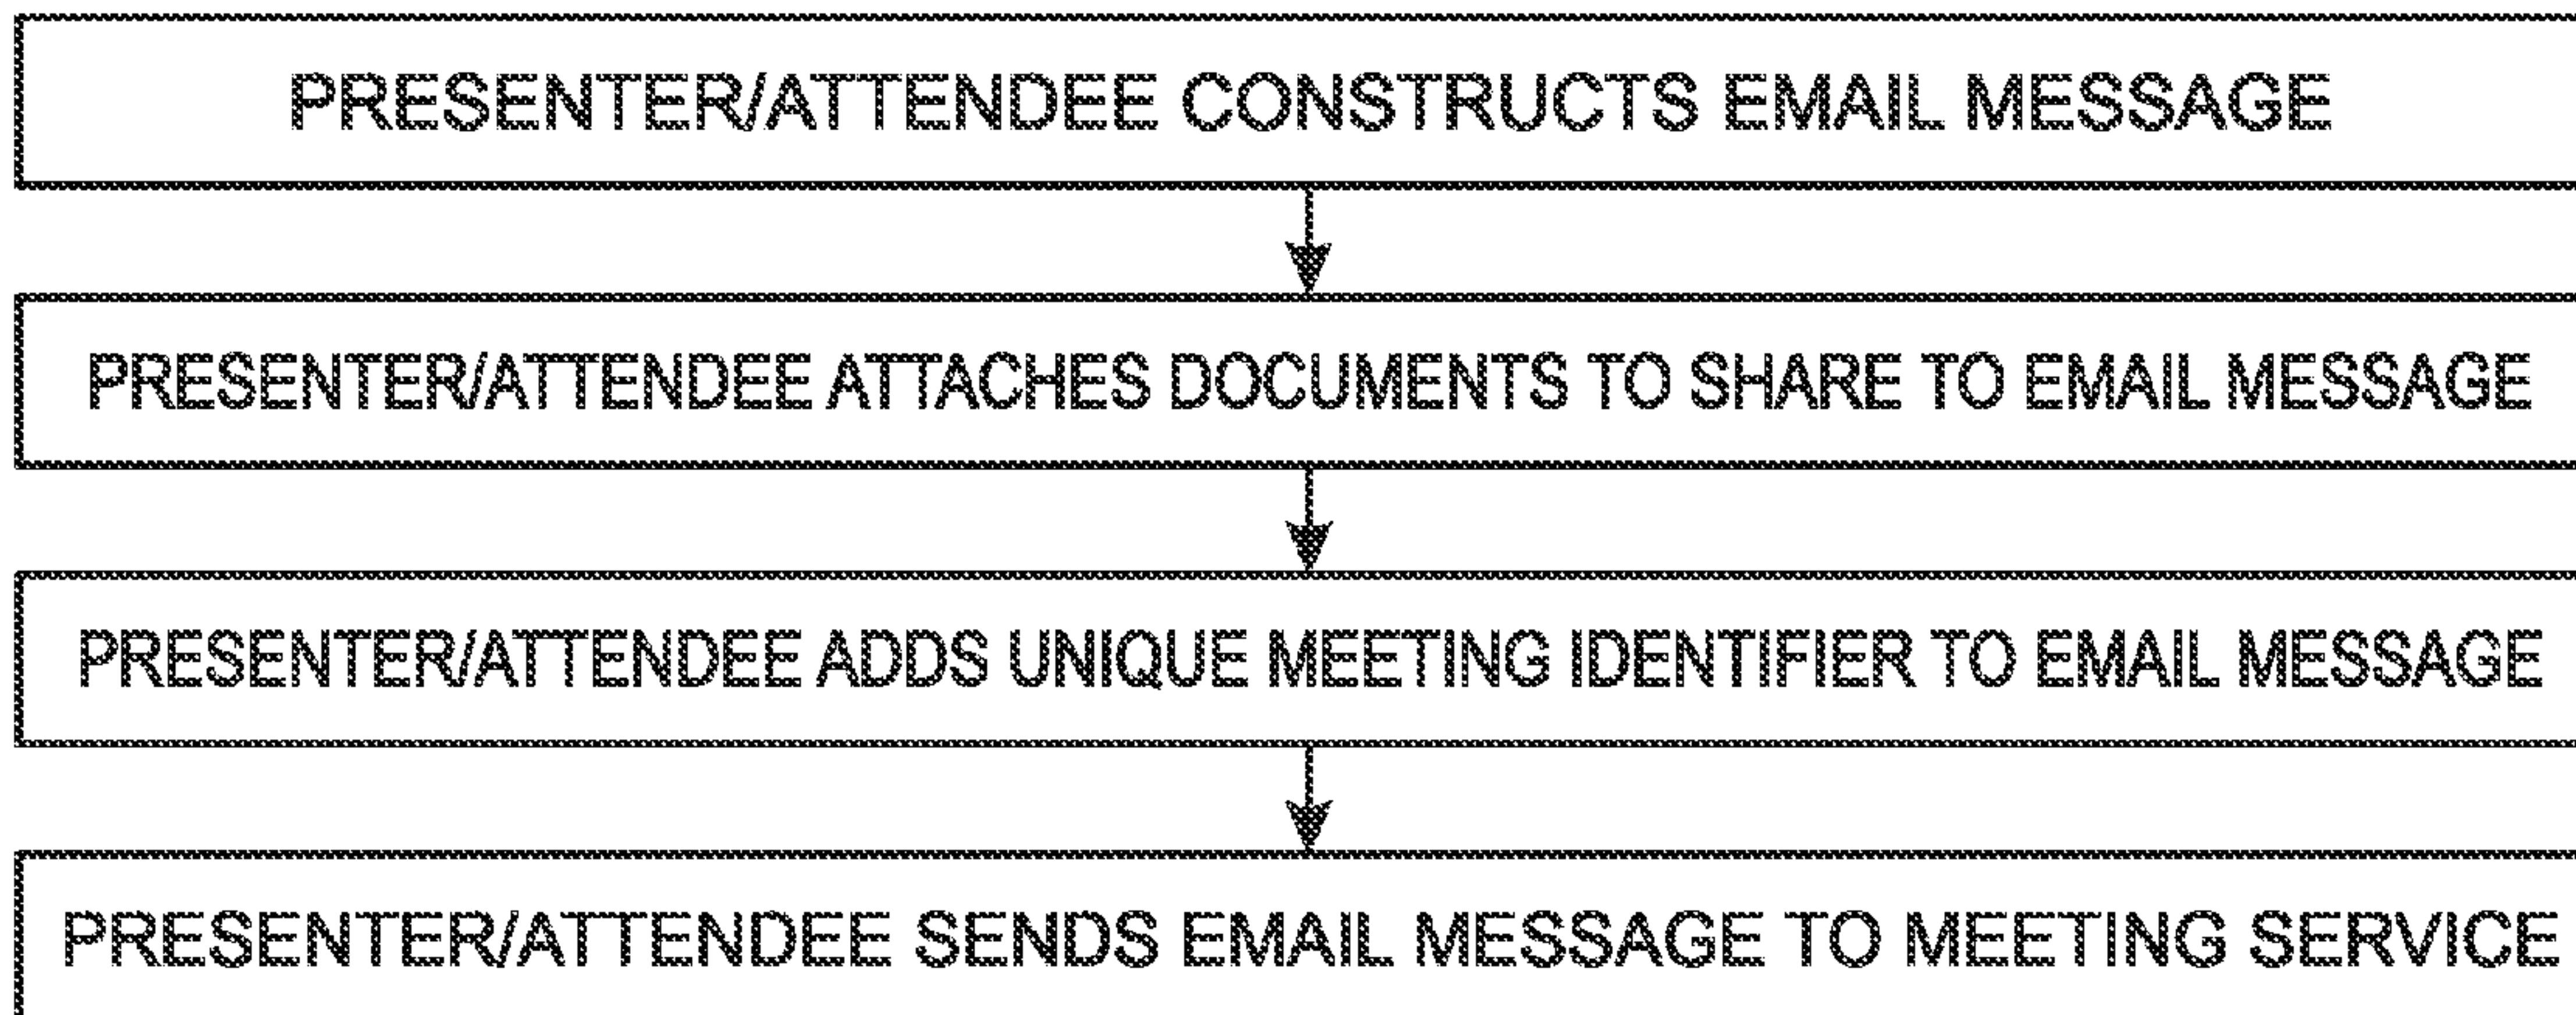 PRESENTER/ATTENDEE CONSTRUCTS EMAIL MESSAGE
PRESENTER/ATTENDEE ATTACHES DOCUMENTS TO SHARE TO EMAIL MESSAGE
PRESENTER/ATTENDEE ADDS UNIQUE MEETING IDENTIFIER TO EMAIL MESSAGE
PRESENTER/ATTENDEE SENDS EMAIL MESSAGE TO MEETING SERVICE